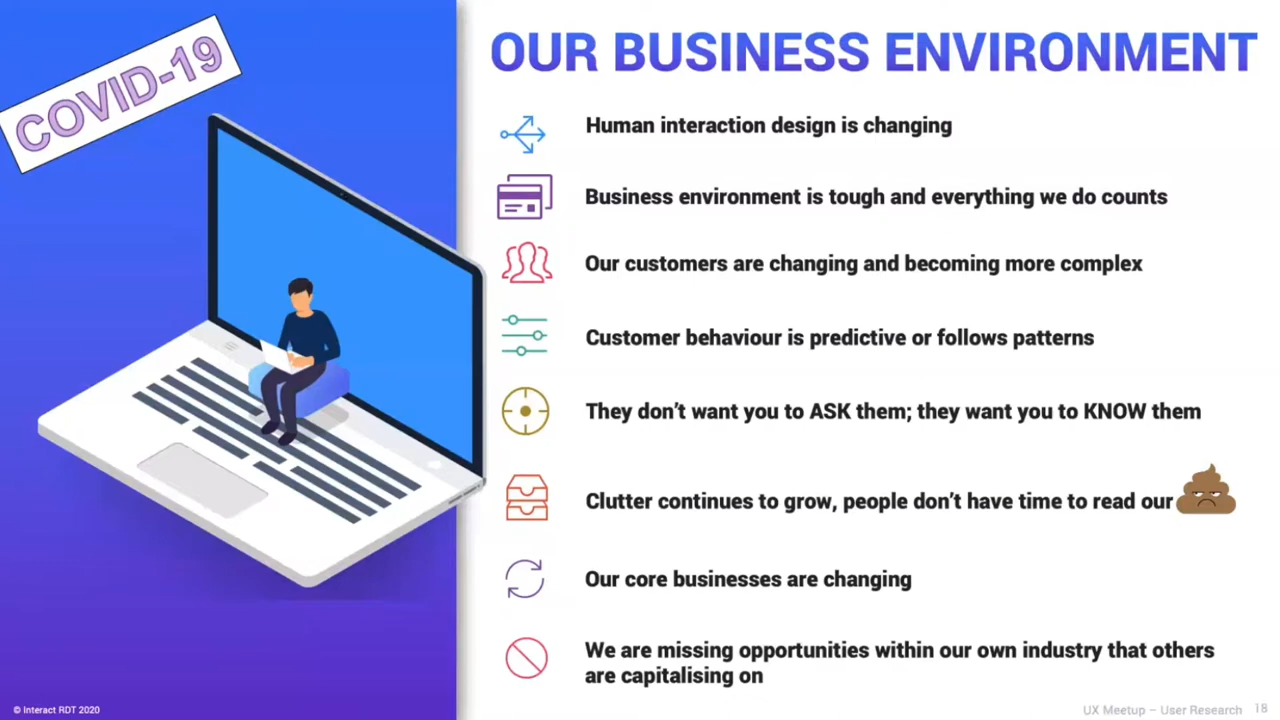 COVID-19
OUR BUSINESS ENVIRONMENT
Human interaction design is changing
Business environment is tough and everything we do counts
Our customers are changing and becoming more complex
Customer behaviour is predictive or follows patterns
They don’t want you to ASK them; they want you to KNOW them
Clutter continues to grow, people don’t have time to read our
Our core businesses are changing
We are missing opportunities within our own industry that others
are capitalising on
© Interact RDT 2020
UX Meetup – User Research 18